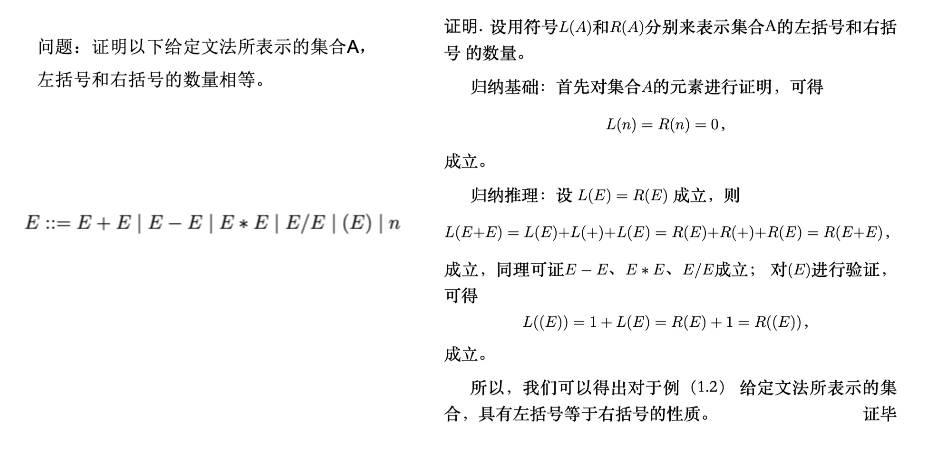 问题：证明以下给定文法所表示的集合A，
左括号和右括号的数量相等。
E ::= E + E | E − E | E ∗ E | E/E | (E) | n
证明. 设用符号L(A)和R(A)分别来表示集合A的左括号和右括
号 的数量。
归纳基础：首先对集合A的元素进行证明，可得
L(n) = R(n) = 0，
成立。
归纳推理：设 L(E) = R(E) 成立，则
L(E+E) = L(E)+L(+)+L(E) = R(E)+R(+)+R(E) = R(E+E)，
成立，同理可证E − E、E ∗ E、E/E成立； 对(E)进行验证，
可得
L((E)) = 1 + L(E) = R(E) + 1 = R((E))，
成立。
所以，我们可以得出对于例（1.2） 给定文法所表示的集
合，具有左括号等于右括号的性质。 证毕